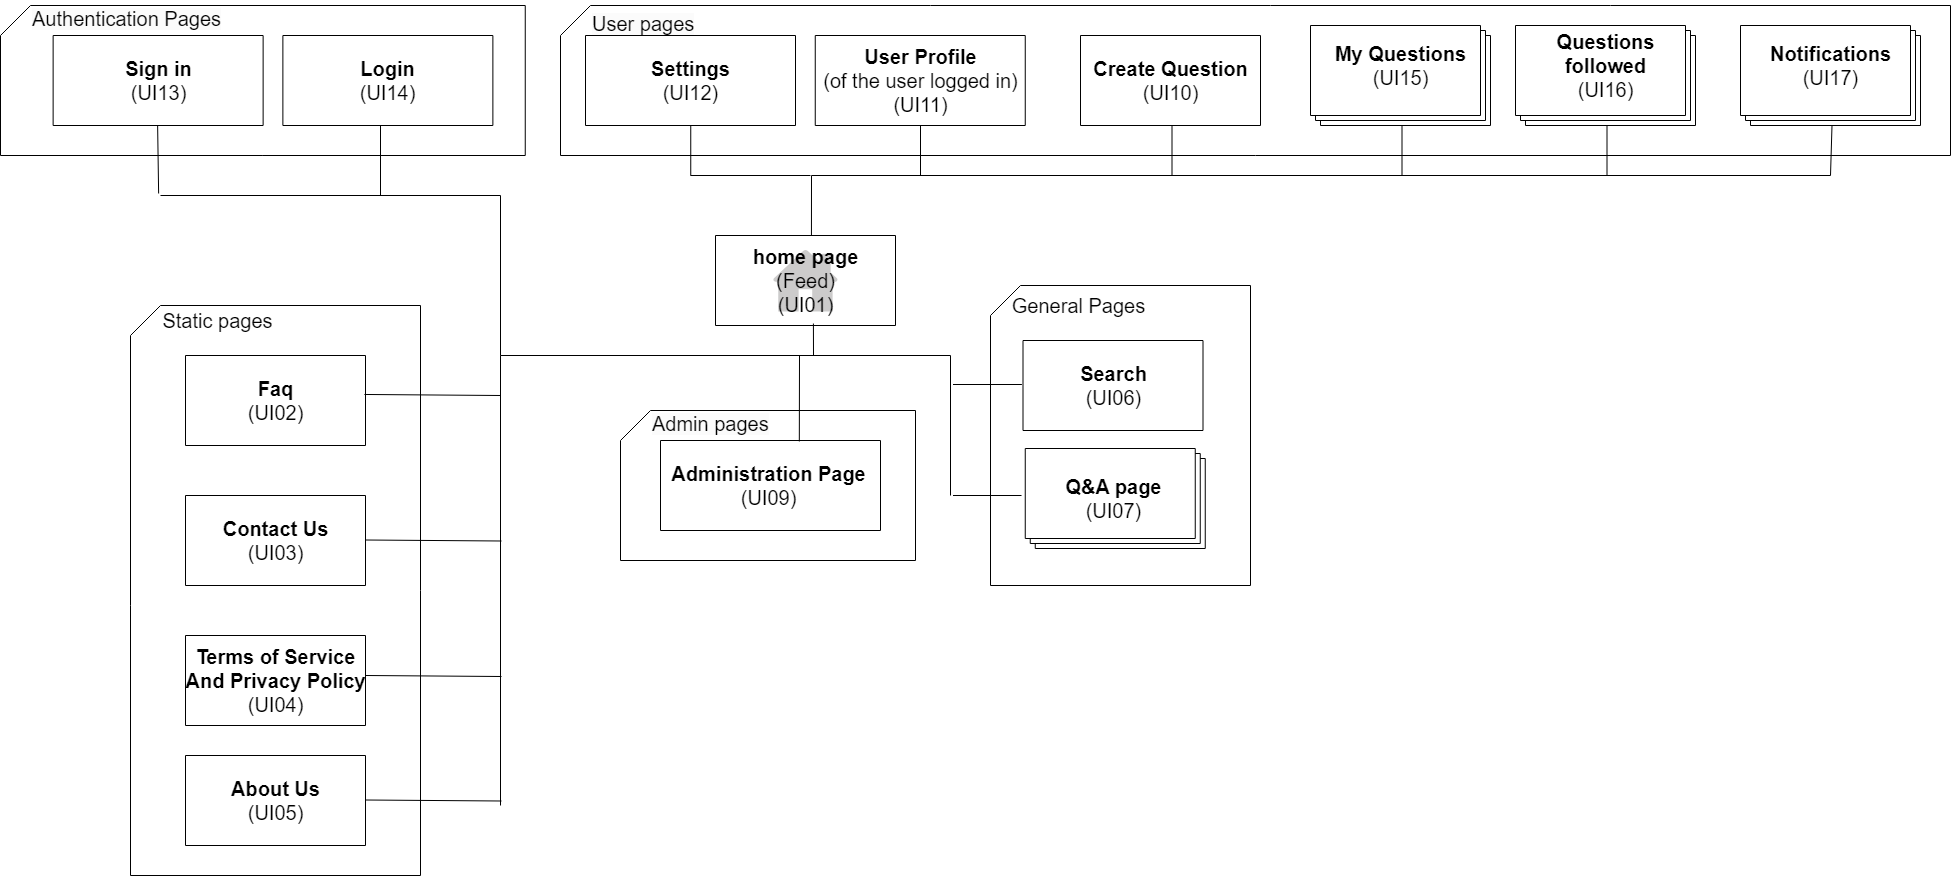 Authentication Pages
Sign in
(UI13)
Login
(UI14)
User pages
Settings
(UI12)
User Profile
(of the user logged in)
(UI11)
Create Question
(UI10)
My Questions
(UI15)
Questions
followed
(UI16)
Notifications
(UI17)
home page
(Feed)
(UI01)
Static pages
Faq
(UI02)
Contact Us
(UI03)
Terms of Service
And Privacy Policy
(UI04)
About Us
(UI05)
Admin pages
Administration Page
(UI09)
General Pages
Search
(UI06)
Q&A page
(UI07)